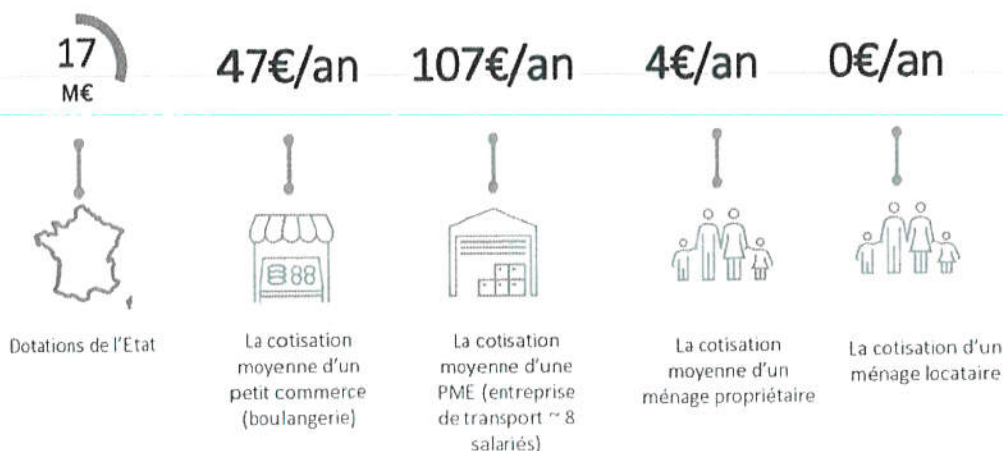 17
M€
47€/an
107€/an
4€/an
0€/an
88
Dotations de l'Etat
La cotisation
moyenne d'un
petit commerce
(boulangerie)
La cotisation
moyenne d'une
PME (entreprise
de transport ~ 8
salariés)
La cotisation
moyenne d'un
ménage propriétaire
La cotisation d'un
ménage locataire